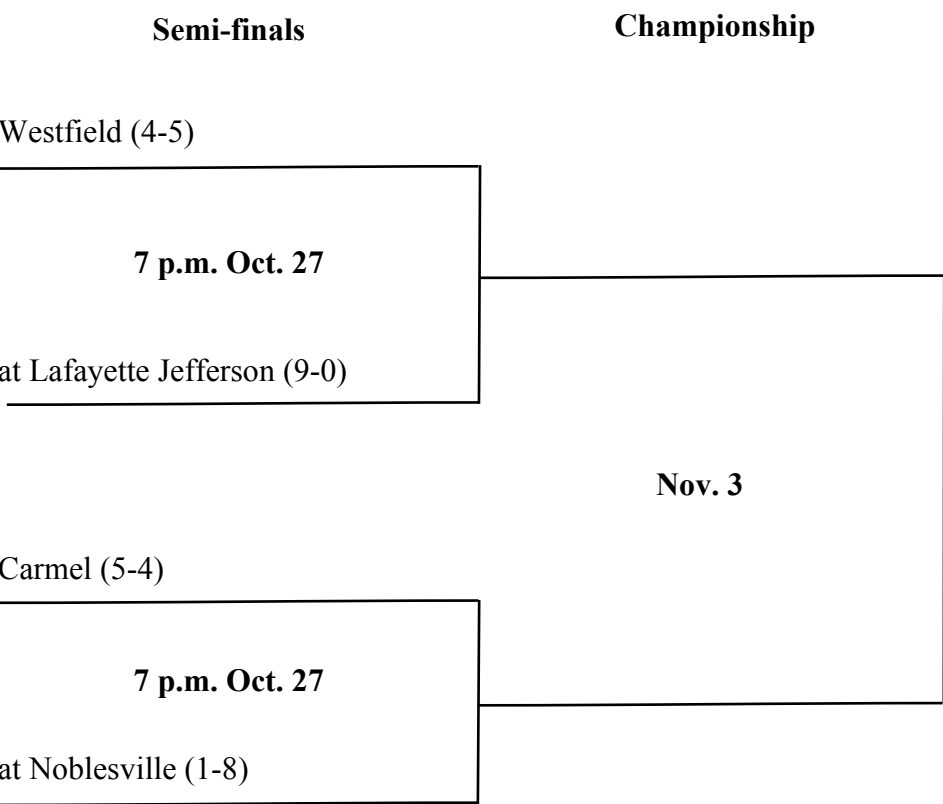 Semi-finals
Championship
Westfield (4-5)
7 p.m. Oct. 27
at Lafayette Jefferson (9-0)
Nov. 3
Carmel (5-4)
7 p.m. Oct. 27
at Noblesville (1-8)